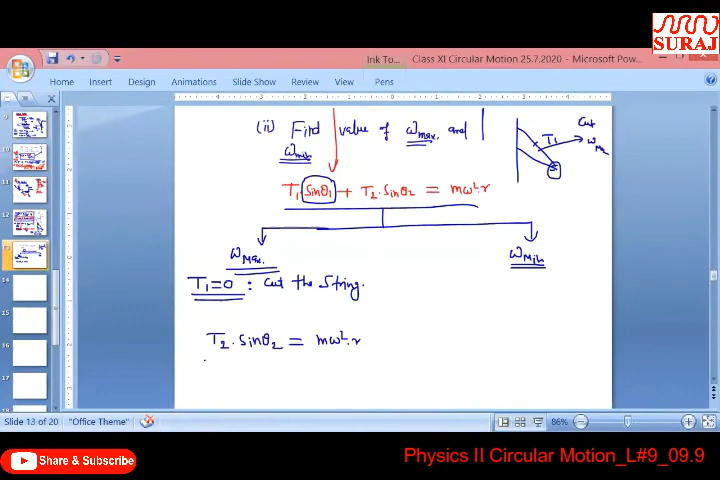 SURAJ
Ink To...
Class XI Circular Motion 25.7.2020 - Microsoft Pow...
Home Insert Design Animations Slide Show Review View Format Pens
(ii) Find value of ωmax. and
ωmin
T1
Cut
T1 sinθ1 + T2·sinθ2 = mω²·r
ωMax.
ωMin
T1=0 : Cut the String.
T2·sinθ2 = mω²·r
Slide 13 of 20 "Office Theme" 86%
Share & Subscribe
Physics II Circular Motion_L#9_09.9